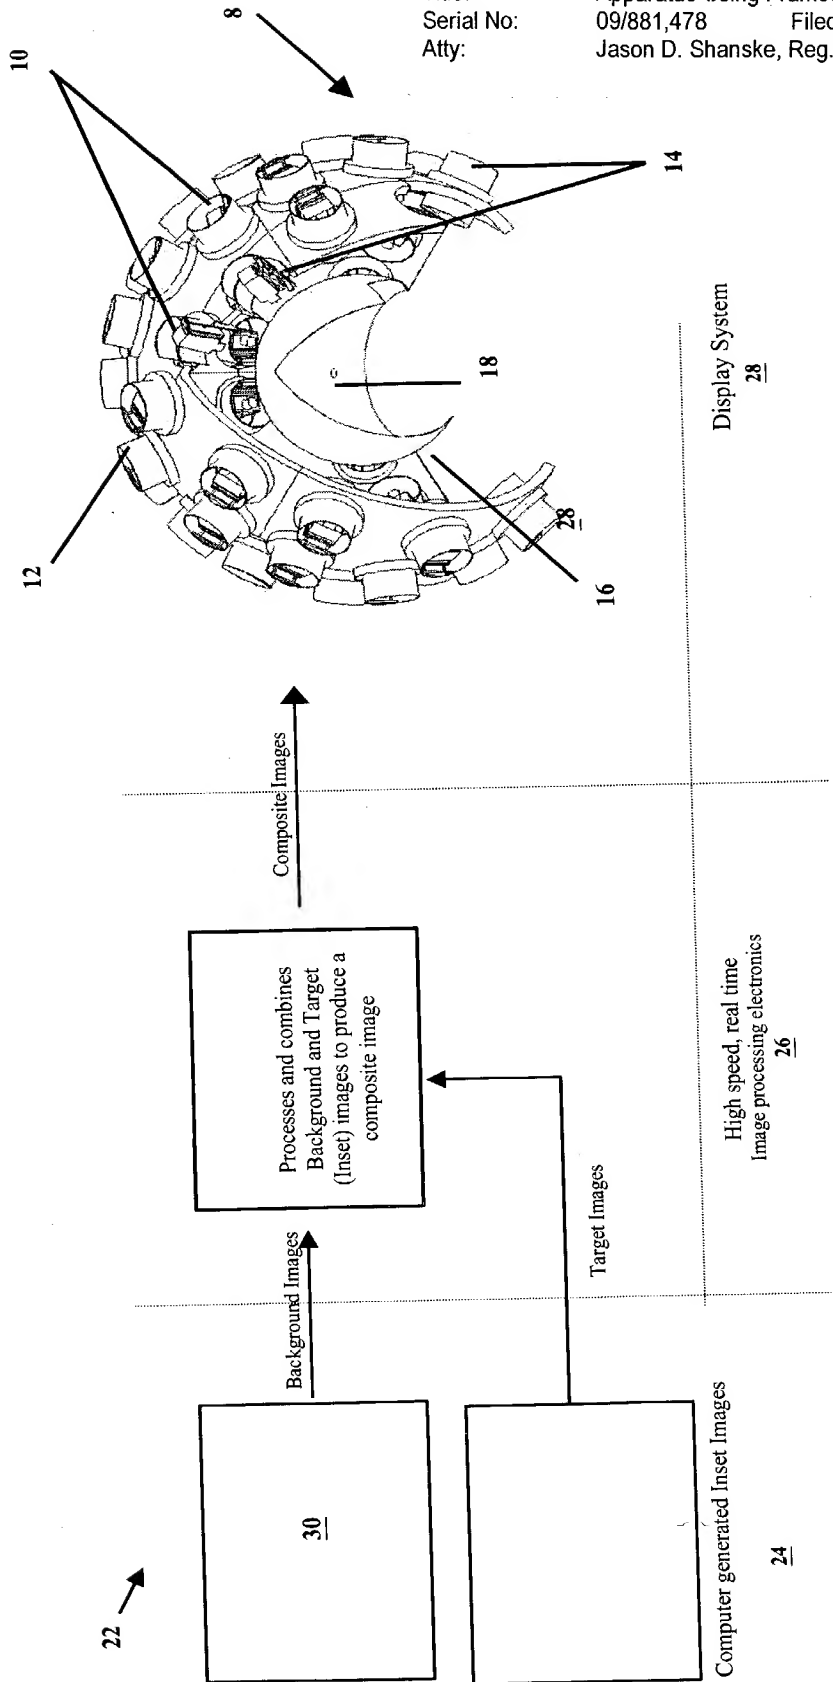 Serial No: 09/881,478
Atty: Jason D. Shanske, Reg.
22
30
Background Images
Computer generated Inset Images
24
Processes and combines
Background and Target
(Inset) images to produce a
composite image
Target Images
High speed, real time
Image processing electronics
26
Composite Images
10
12
8
14
18
16
28
Display System
28